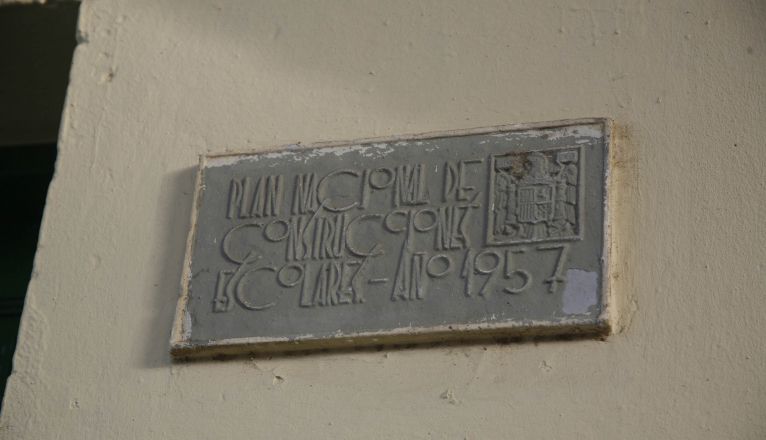 PLAN NACIONAL DE
CONSTRUCCIONES
ESCOLARES-AÑO 1957